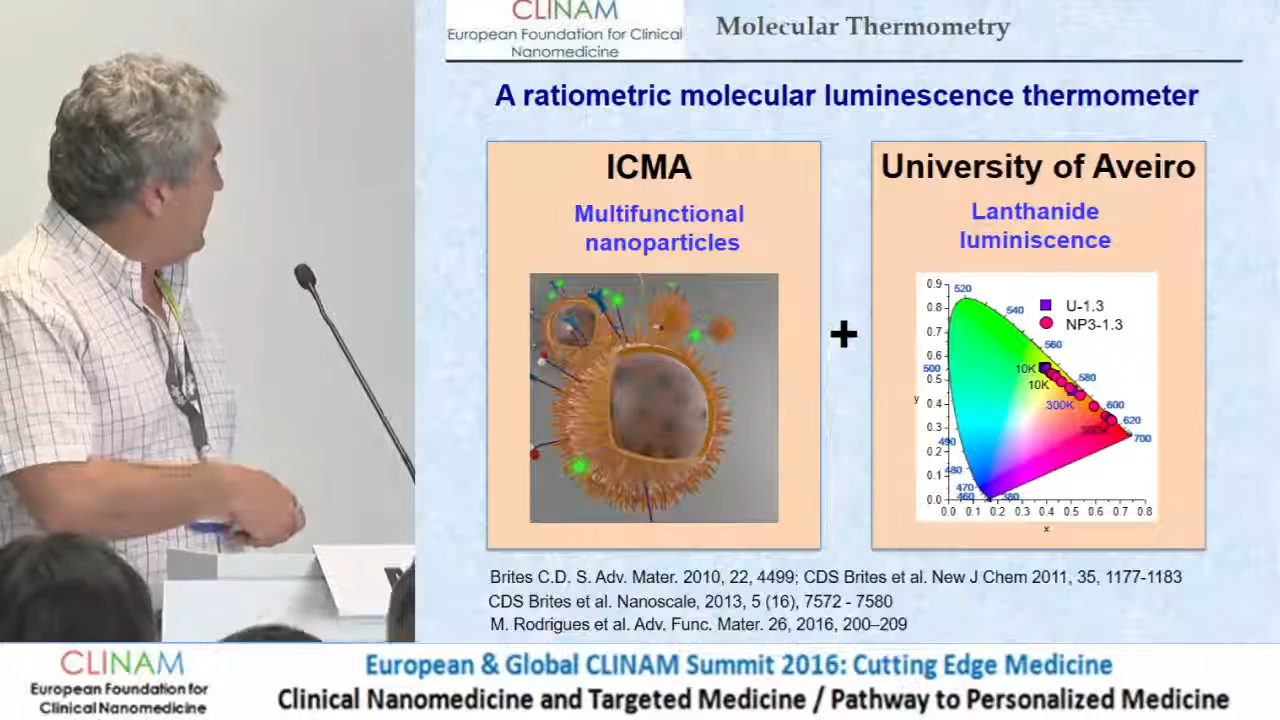 CLINAM
European Foundation for Clinical
Nanomedicine
Molecular Thermometry
A ratiometric molecular luminescence thermometer
ICMA
Multifunctional
nanoparticles
+
University of Aveiro
Lanthanide
luminiscence
0.9
0.8
0.7
0.6
0.5
0.4
0.3
0.2
0.1
0.0
y
0.0 0.1 0.2 0.3 0.4 0.5 0.6 0.7 0.8
x
520
540
560
580
600
620
700
500
490
480
470
460
380
U-1.3
NP3-1.3
10K
10K
300K
300K
Brites C.D. S. Adv. Mater. 2010, 22, 4499; CDS Brites et al. New J Chem 2011, 35, 1177-1183
CDS Brites et al. Nanoscale, 2013, 5 (16), 7572 - 7580
M. Rodrigues et al. Adv. Func. Mater. 26, 2016, 200–209
CLINAM
European Foundation for
Clinical Nanomedicine
European & Global CLINAM Summit 2016: Cutting Edge Medicine
Clinical Nanomedicine and Targeted Medicine / Pathway to Personalized Medicine